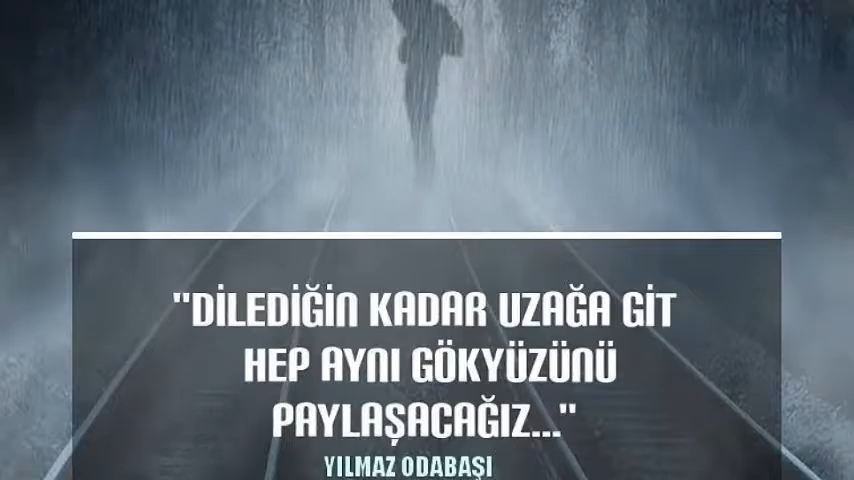 "DİLEDİĞİN KADAR UZAĞA GİT
HEP AYNI GÖKYÜZÜNÜ
PAYLAŞACAĞIZ..."
YILMAZ ODABAŞI